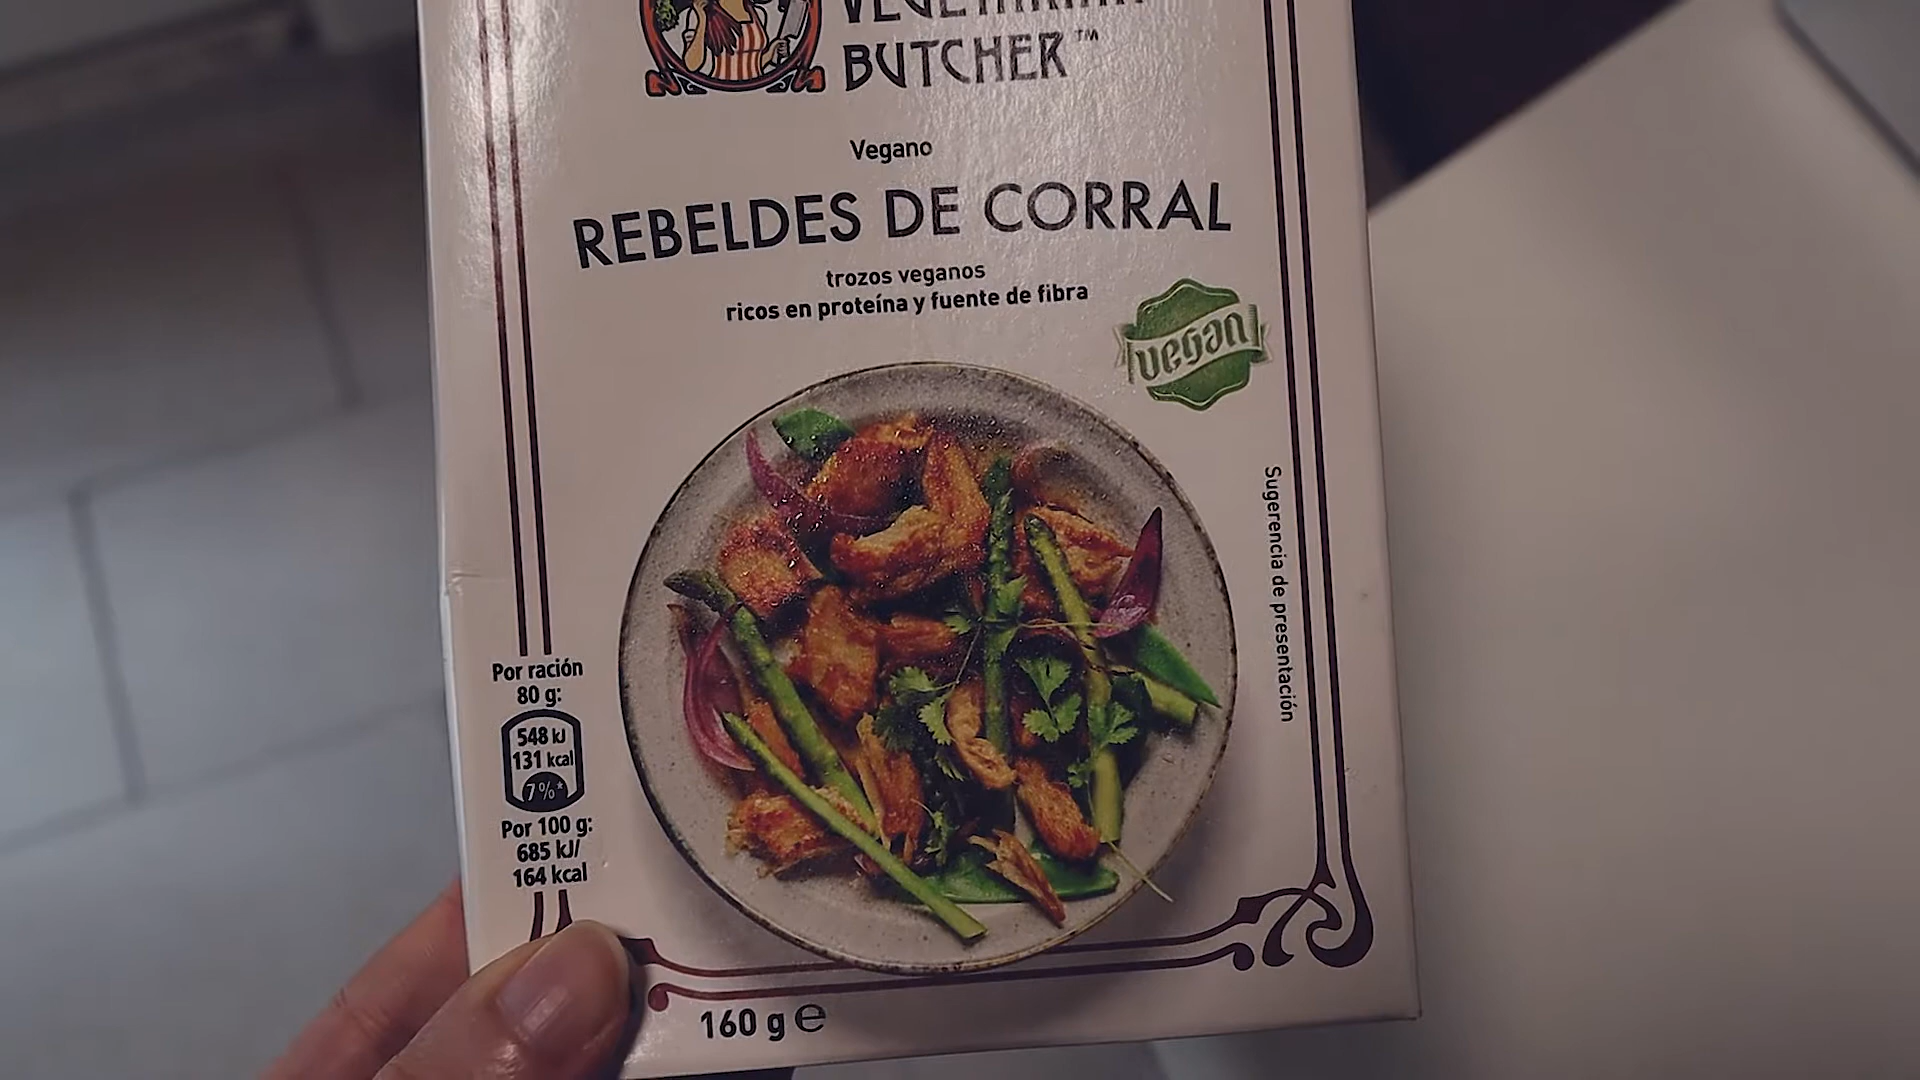 VEGETARIAN
BUTCHER™
Vegano
REBELDES DE CORRAL
trozos veganos
ricos en proteína y fuente de fibra
vegan
Sugerencia de presentación
Por ración
80 g:
548 kJ
131 kcal
7%*
Por 100 g:
685 kJ/
164 kcal
160 g e